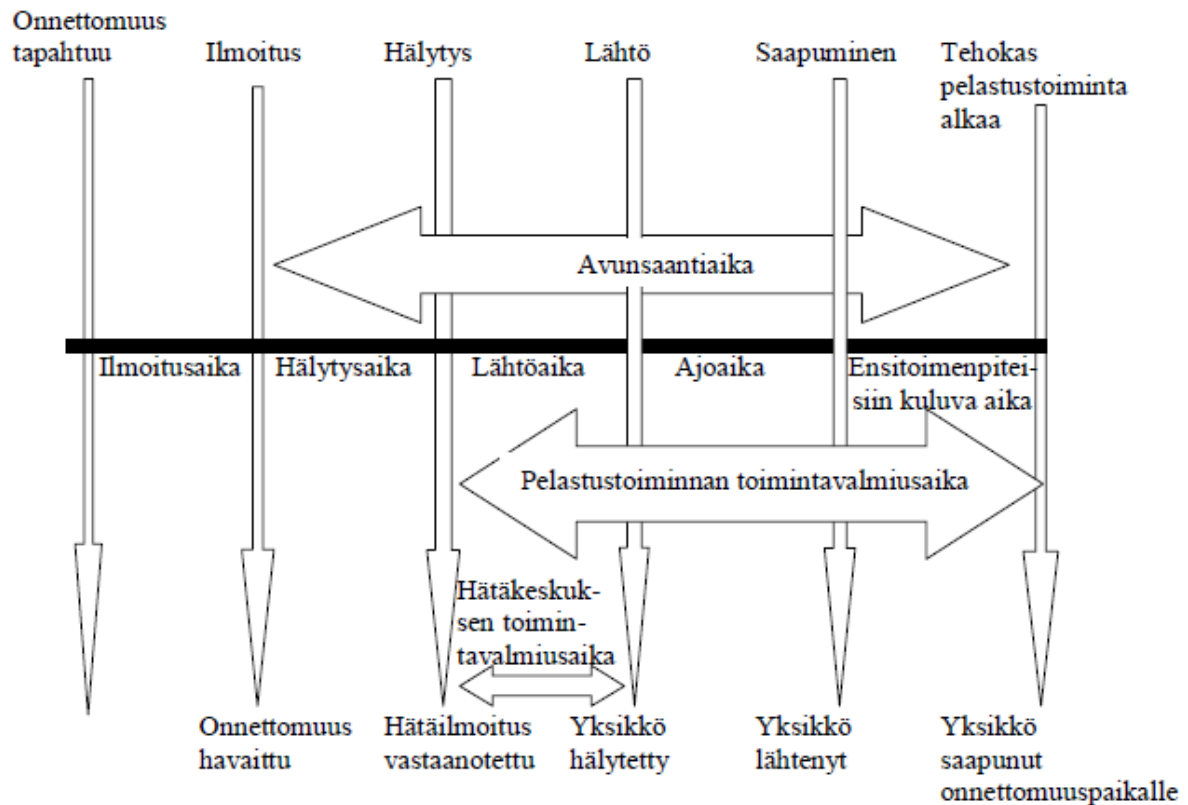 Onnettomuus
tapahtuu
Ilmoitus
Hälytys
Lähtö
Saapuminen
Tehokas
pelastustoiminta
alkaa
Avunsaantiaika
Ilmoitusaika
Hälytysaika
Lähtöaika
Ajoaika
Ensitoimenpitei-
siin kuluva aika
Pelastustoiminnan toimintavalmiusaika
Hätäkeskuk-
sen toimin-
tavalmiusaika
Onnettomuus
havaittu
Hätäilmoitus
vastaanotettu
Yksikkö
hälytetty
Yksikkö
lähtenyt
Yksikkö
saapunut
onnettomuuspaikalle